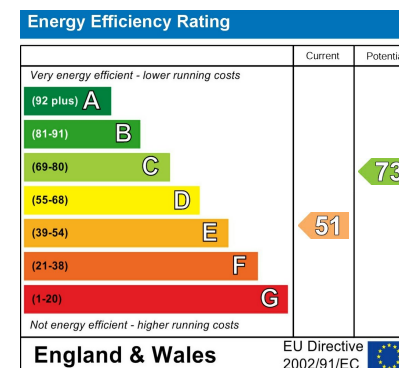 Energy Efficiency Rating
Current
Very energy efficient - lower running costs
(92 plus) A
(81-91) B
(69-80) C
73
(55-68) D
(39-54) E
51
(21-38) F
(1-20) G
Not energy efficient - higher running costs
England & Wales
EU Directive
2002/91/EC